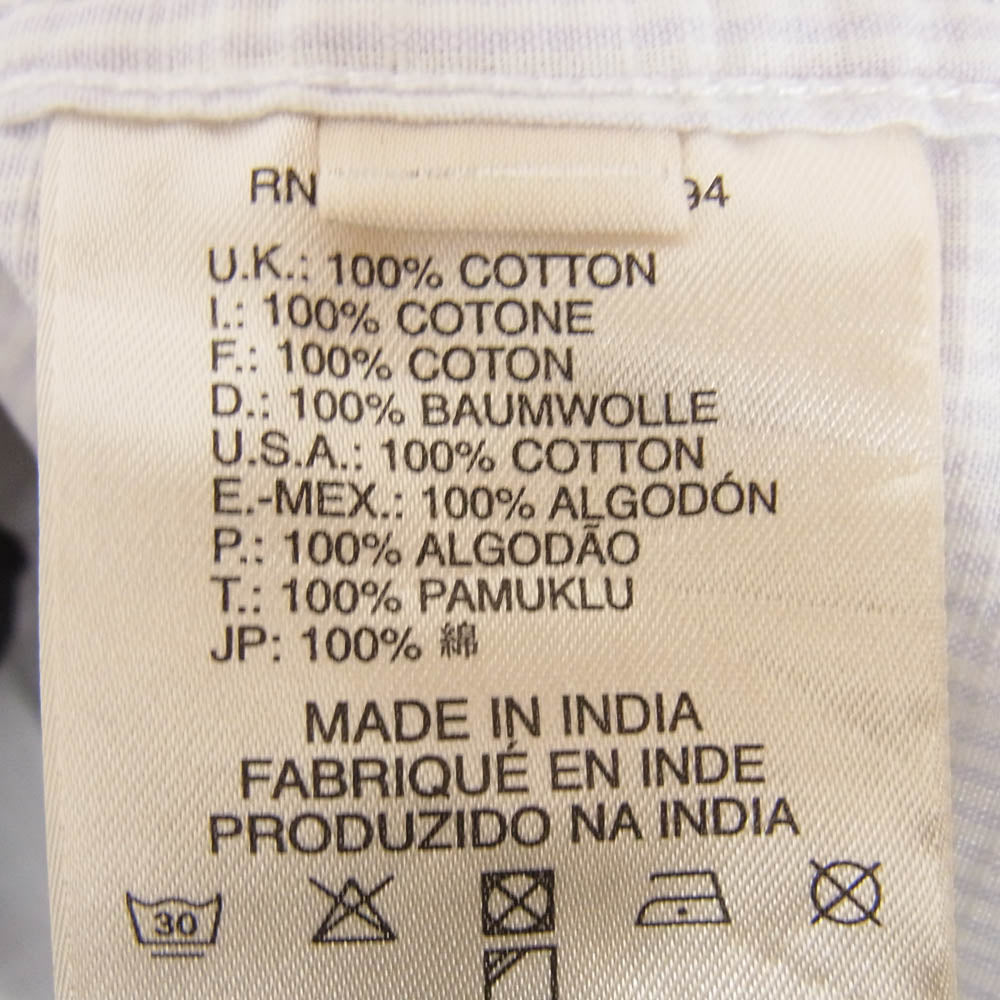 RN 94
U.K.: 100% COTTON
I.: 100% COTONE
F.: 100% COTON
D.: 100% BAUMWOLLE
U.S.A.: 100% COTTON
E.-MEX.: 100% ALGODÓN
P.: 100% ALGODÃO
T.: 100% PAMUKLU
JP: 100% 綿
MADE IN INDIA
FABRIQUÉ EN INDE
PRODUZIDO NA INDIA
30